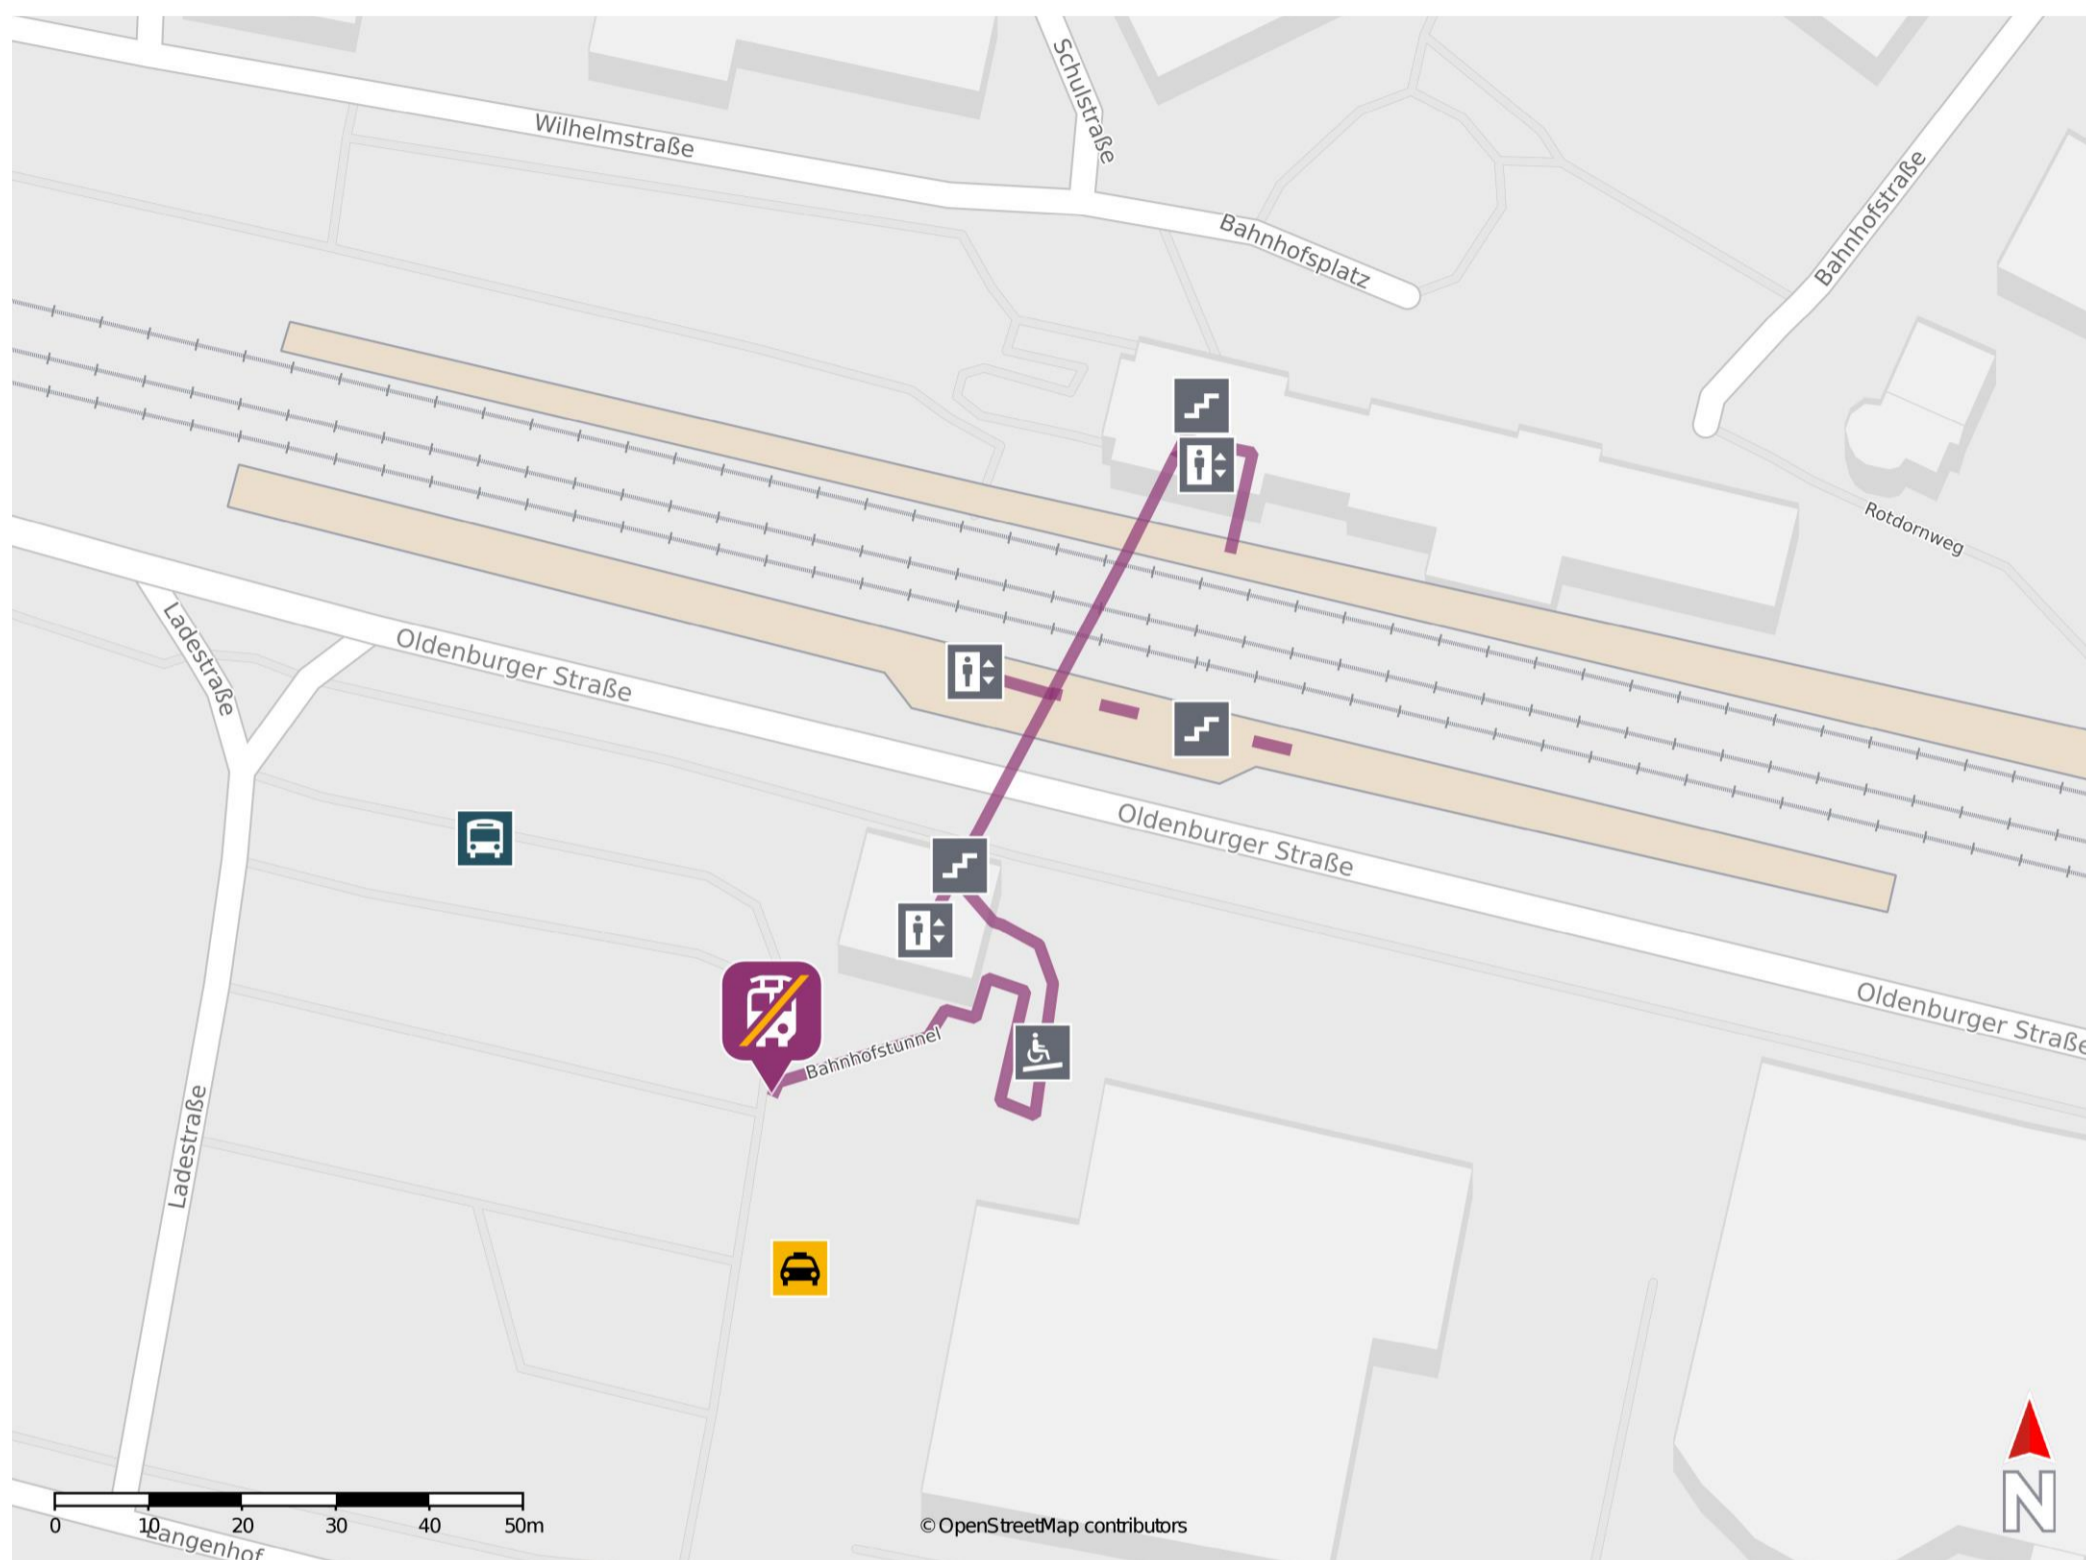 Schulstraße
Wilhelmstraße
Bahnhofsplatz
Bahnhofstraße
Rotdornweg
Ladestraße
Oldenburger Straße
Oldenburger Straße
Oldenburger Straße
Bahnhofstunnel
Ladestraße
0 10 20 30 40 50m
Langenhof
© OpenStreetMap contributors
N